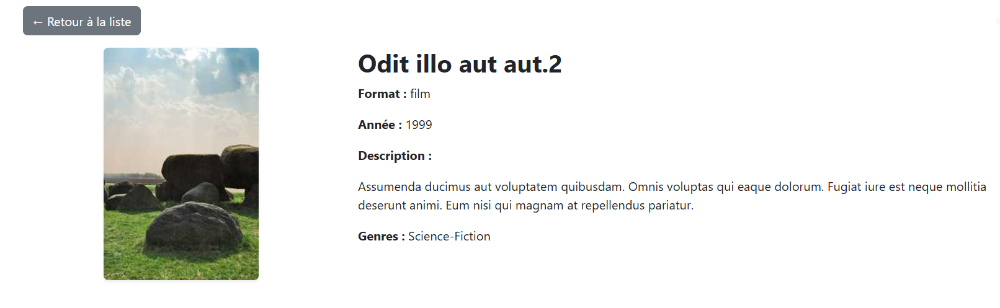 ← Retour à la liste
Odit illo aut aut.2
Format : film
Année : 1999
Description :
Assumenda ducimus aut voluptatem quibusdam. Omnis voluptas qui eaque dolorum. Fugiat iure est neque mollitia
deserunt animi. Eum nisi qui magnam at repellendus pariatur.
Genres : Science-Fiction